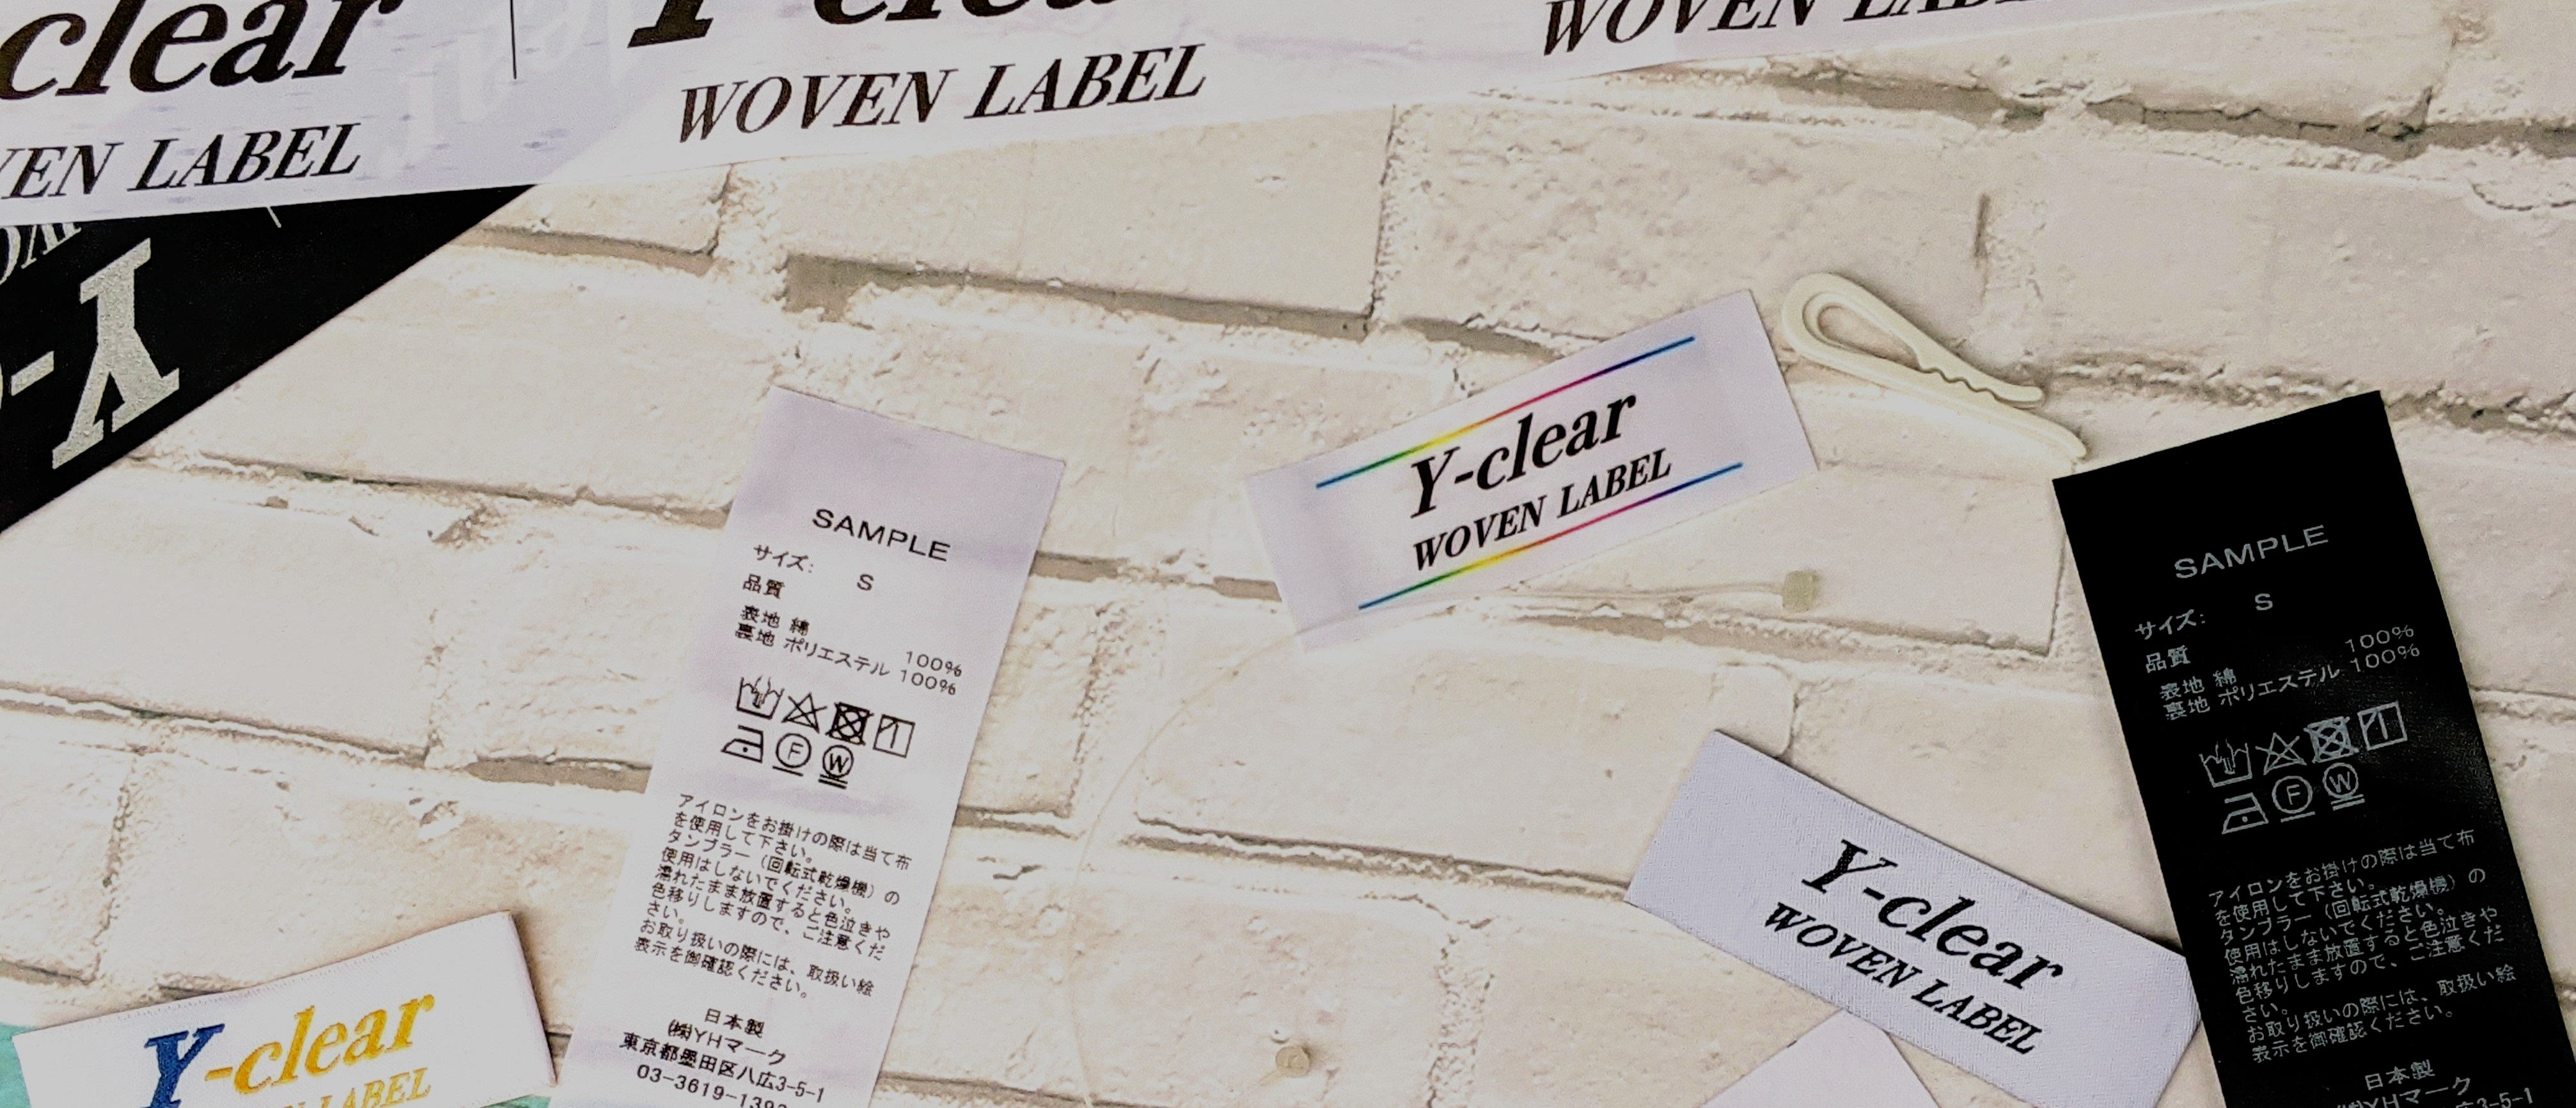 clear
VEN LABEL
Y-clear
WOVEN LABEL
WOVEN LABEL
Y-
Y-clear
WOVEN LABEL
SAMPLE
サイズ: S
品質
表地 綿 100%
裏地 ポリエステル 100%
F W
アイロンをお掛けの際は当て布
を使用して下さい。
タンブラー（回転式乾燥機）の
使用はしないでください。
濡れたまま放置すると色泣きや
色移りしますので、ご注意くだ
さい。
お取り扱いの際には、取扱い絵
表示を御確認ください。
日本製
㈱YHマーク
東京都墨田区八広3-5-1
SAMPLE
サイズ: S
品質
表地 綿 100%
裏地 ポリエステル 100%
F W
アイロンをお掛けの際は当て布
を使用して下さい。
タンブラー（回転式乾燥機）の
使用はしないでください。
濡れたまま放置すると色泣きや
色移りしますので、ご注意くだ
さい。
お取り扱いの際には、取扱い絵
表示を御確認ください。
日本製
㈱YHマーク
3-5-1
Y-clear
WOVEN LABEL
Y-clear
LABEL